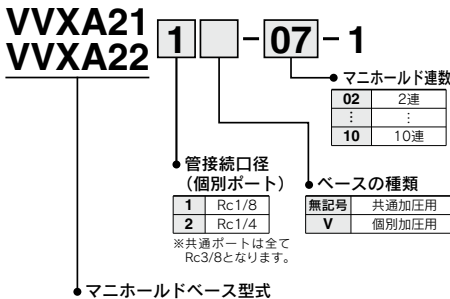 VVXA21
VVXA22
1 - 07 - 1
マニホールド連数
02 2連
⋮ ⋮
10 10連
管接続口径
（個別ポート）
1 Rc1/8
2 Rc1/4
※共通ポートは全て
Rc3/8となります。
ベースの種類
無記号 共通加圧用
V 個別加圧用
マニホールドベース型式